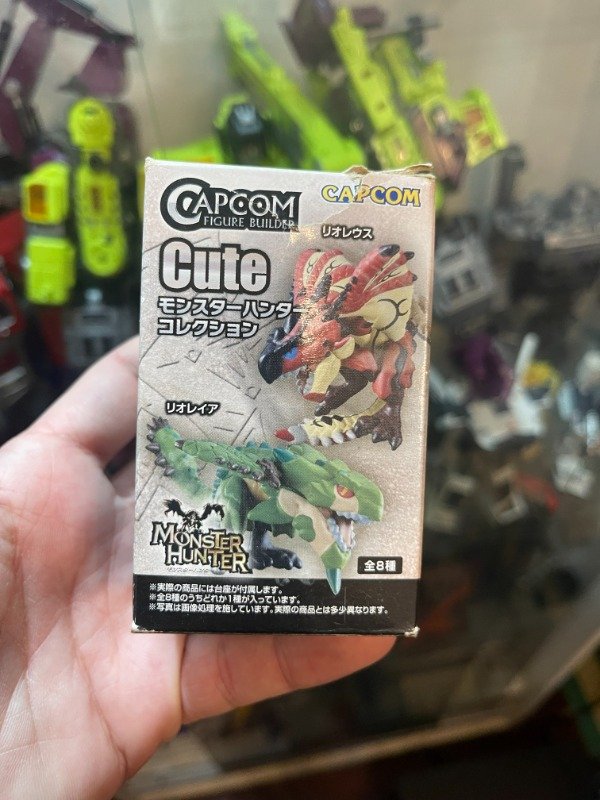 CAPCOM
FIGURE BUILDER
CAPCOM
リオレウス
Cute
モンスターハンター
コレクション
リオレイア
MONSTER
HUNTER
全8種
※実際の商品には台座が付属します。
※全8種のうちどれか1種が入っています。
※写真は画像処理を施しています。実際の商品とは多少異なります。